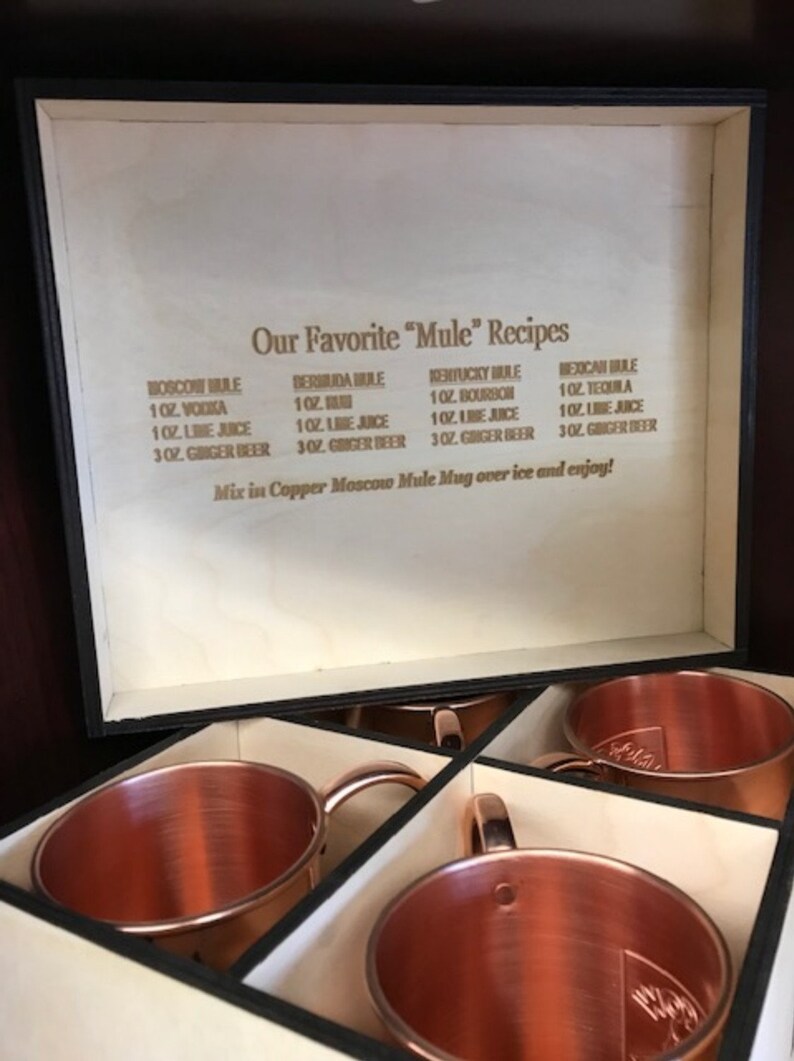 Our Favorite “Mule” Recipes
MOSCOW MULE
1 OZ. VODKA
1 OZ. LIME JUICE
3 OZ. GINGER BEER
BERMUDA MULE
1 OZ. RUM
1 OZ. LIME JUICE
3 OZ. GINGER BEER
KENTUCKY MULE
1 OZ. BOURBON
1 OZ. LIME JUICE
3 OZ. GINGER BEER
MEXICAN MULE
1 OZ. TEQUILA
1 OZ. LIME JUICE
3 OZ. GINGER BEER
Mix in Copper Moscow Mule Mug over ice and enjoy!